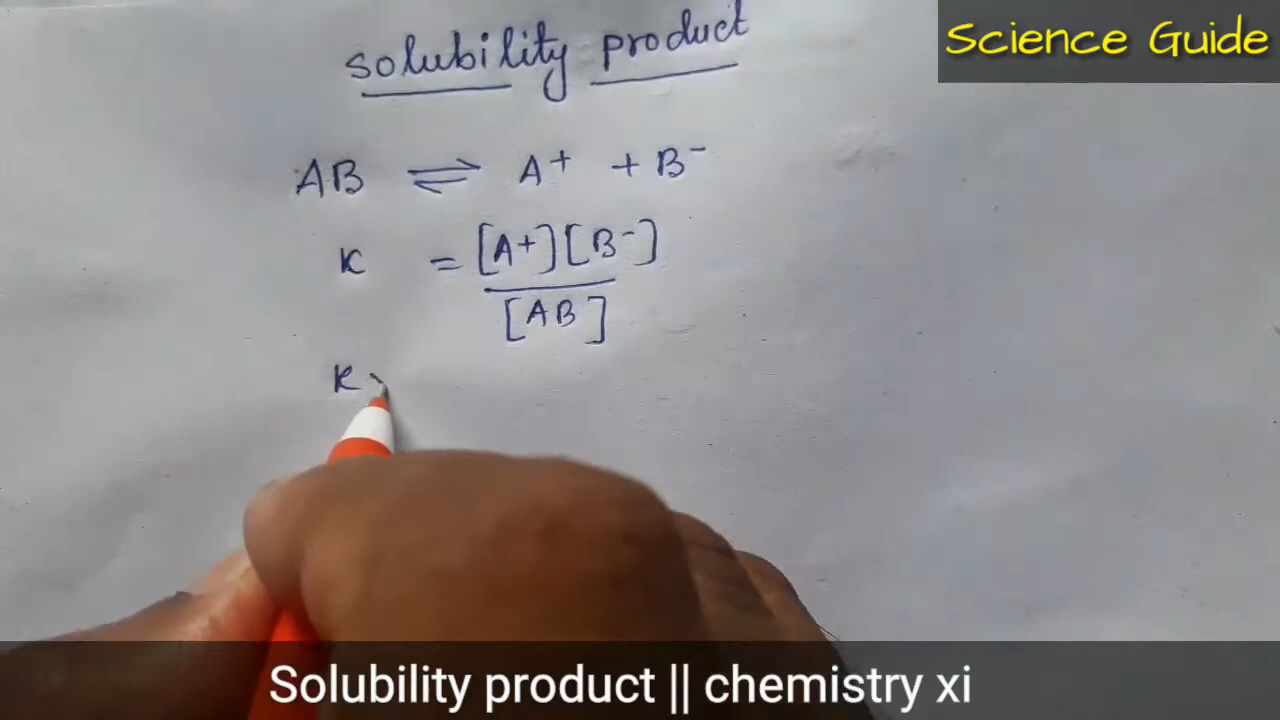 Science Guide
solubility product
AB ⇌ A⁺ + B⁻
K = [A⁺][B⁻]
[AB]
K
Solubility product || chemistry xi